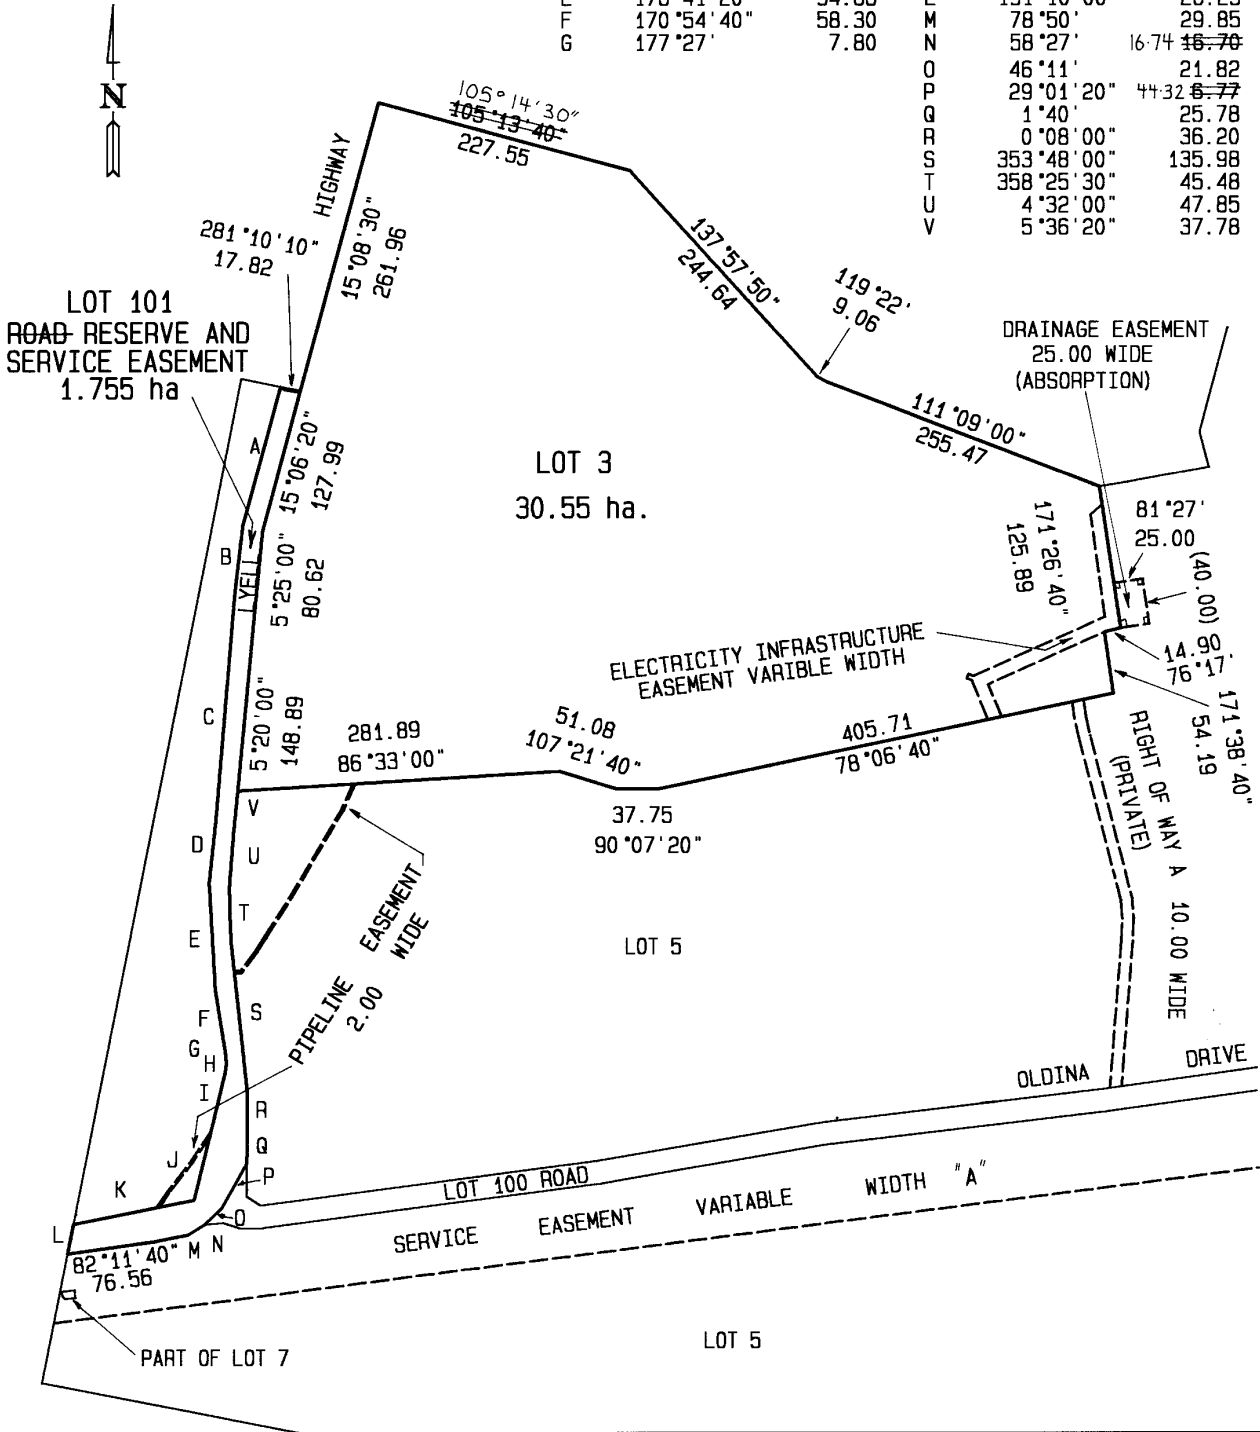 F 170°54'40" 58.30
G 177°27' 7.80
M 78°50' 29.85
N 58°27' 16.74 16.70
O 46°11' 21.82
P 29°01'20" 44.32 6.77
Q 1°40' 25.78
R 0°08'00" 36.20
S 353°48'00" 135.98
T 358°25'30" 45.48
U 4°32'00" 47.85
V 5°36'20" 37.78
N
105°14'30"
105°13'40"
227.55
HIGHWAY
15°08'30"
261.96
281°10'10"
17.82
137°57'50"
244.64
119°22'
9.06
LOT 101
ROAD RESERVE AND
SERVICE EASEMENT
1.755 ha
DRAINAGE EASEMENT
25.00 WIDE
(ABSORPTION)
111°09'00"
255.47
A
15°06'20"
127.99
LOT 3
30.55 ha.
171°26'40"
125.89
81°27'
25.00
(40.00)
B
LYELL
5°25'00"
80.62
ELECTRICITY INFRASTRUCTURE
EASEMENT VARIBLE WIDTH
14.90
76°17'
171°38'40"
54.19
C
5°20'00"
148.89
281.89
86°33'00"
51.08
107°21'40"
405.71
78°06'40"
37.75
90°07'20"
RIGHT OF WAY A 10.00 WIDE
(PRIVATE)
V
D
U
T
E
LOT 5
PIPELINE EASEMENT
2.00 WIDE
F
S
G
H
I
R
Q
J
P
K
O
L
M N
OLDINA DRIVE
LOT 100 ROAD
SERVICE EASEMENT VARIABLE WIDTH "A"
82°11'40"
76.56
PART OF LOT 7
LOT 5